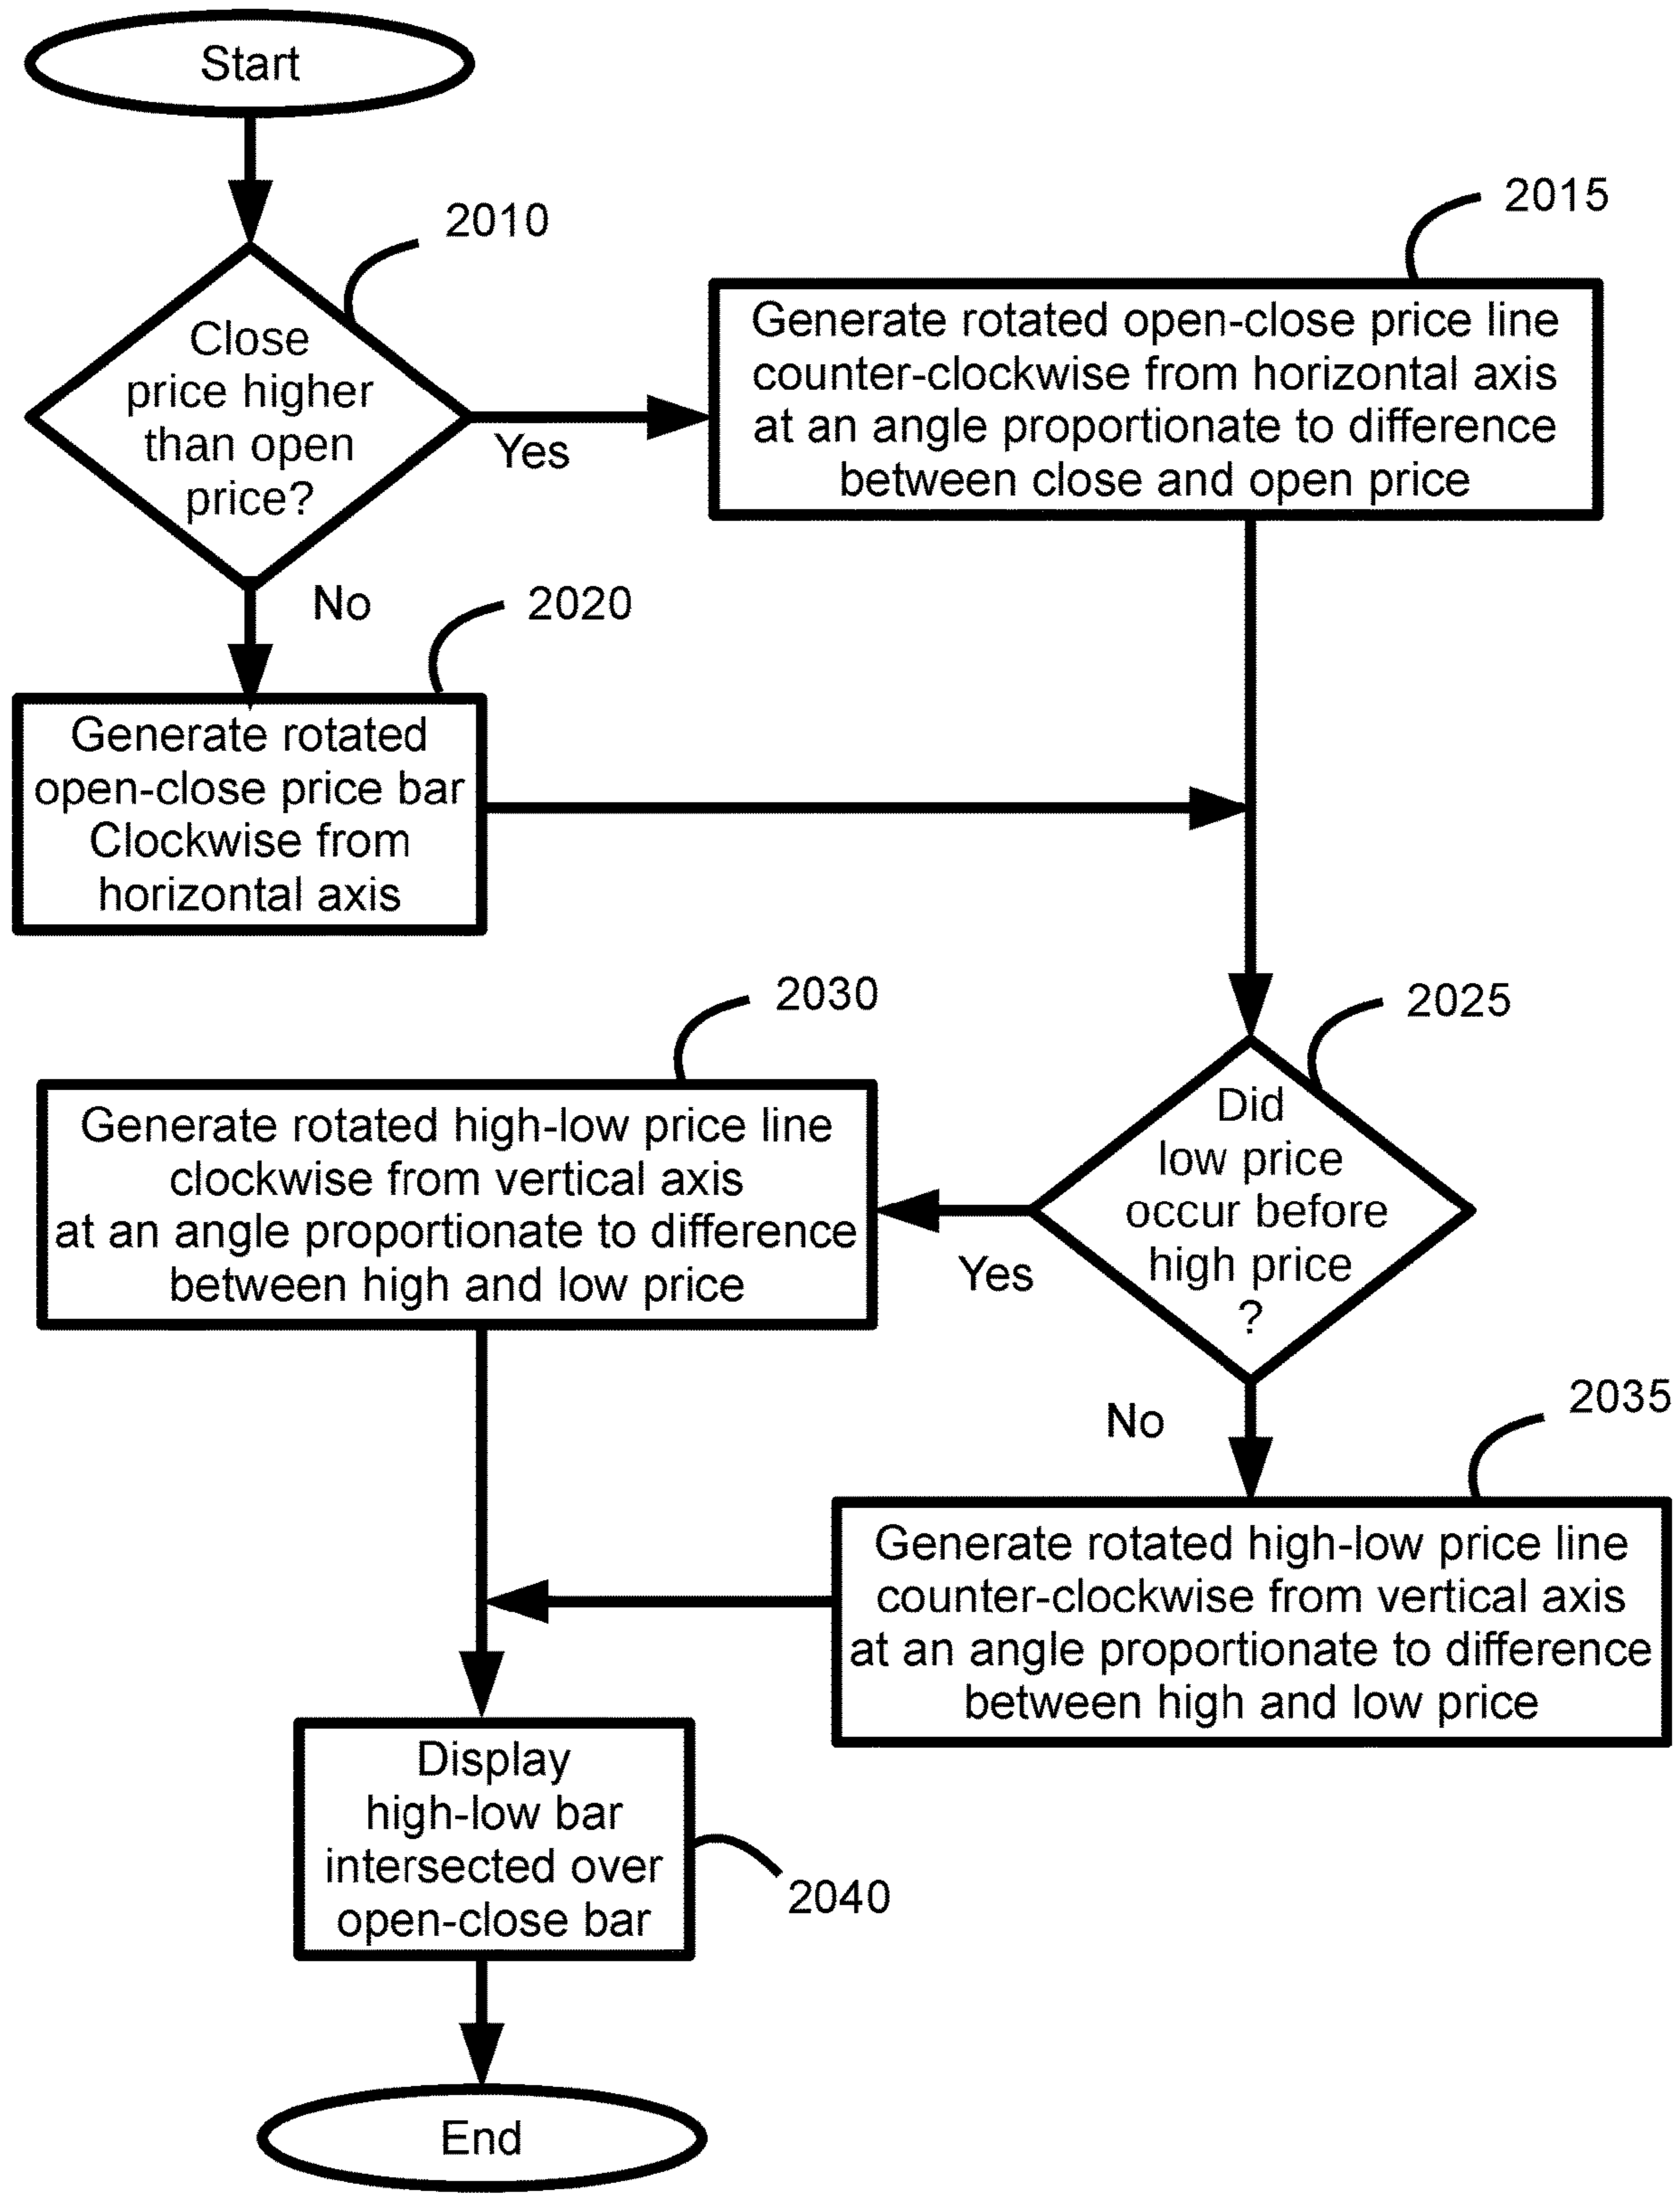 Start
2010
Close
price higher
than open
price?
Yes
2015
Generate rotated open-close price line
counter-clockwise from horizontal axis
at an angle proportionate to difference
between close and open price
No
2020
Generate rotated
open-close price bar
Clockwise from
horizontal axis
2025
Did
low price
occur before
high price
?
Yes
2030
Generate rotated high-low price line
clockwise from vertical axis
at an angle proportionate to difference
between high and low price
No
2035
Generate rotated high-low price line
counter-clockwise from vertical axis
at an angle proportionate to difference
between high and low price
Display
high-low bar
intersected over
open-close bar
2040
End